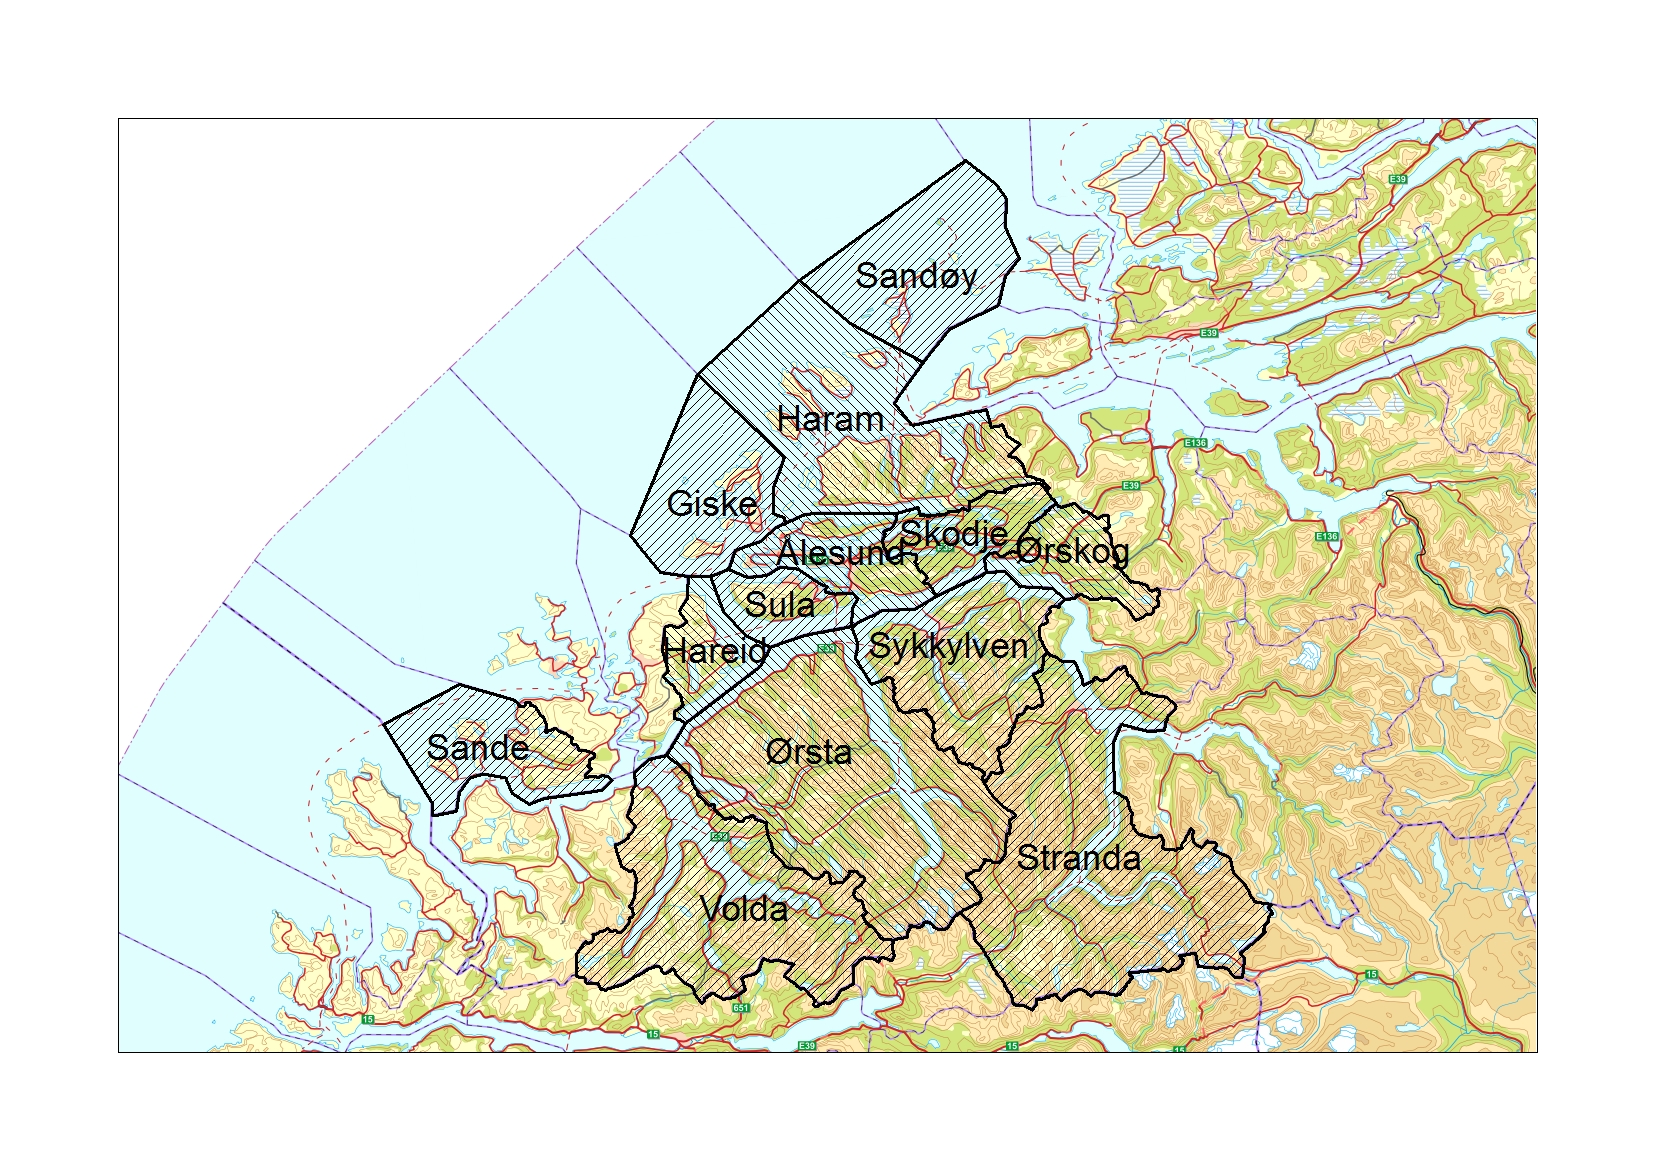 E39
Sandøy
E39
Haram
E136
E39
Giske
Skodje
E136
Ålesund
E39
Ørskog
Sula
Hareid
E39
Sykkylven
Sande
Ørsta
E39
Stranda
Volda
15
651
15
15
E39
15
15